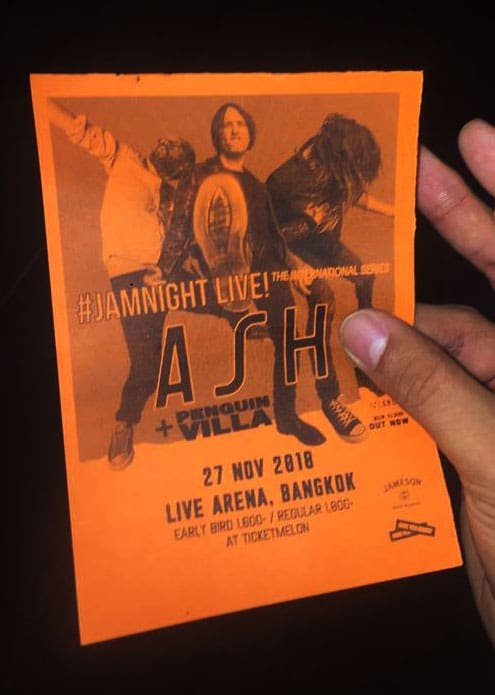 #JAMNIGHT LIVE! THE INTERNATIONAL SERIES
ASH
+ PENGUIN VILLA
NEW ALBUM
OUT NOW
27 NOV 2018
LIVE ARENA, BANGKOK
EARLY BIRD 1,600- / REGULAR 1,800-
AT TICKETMELON
JAMESON